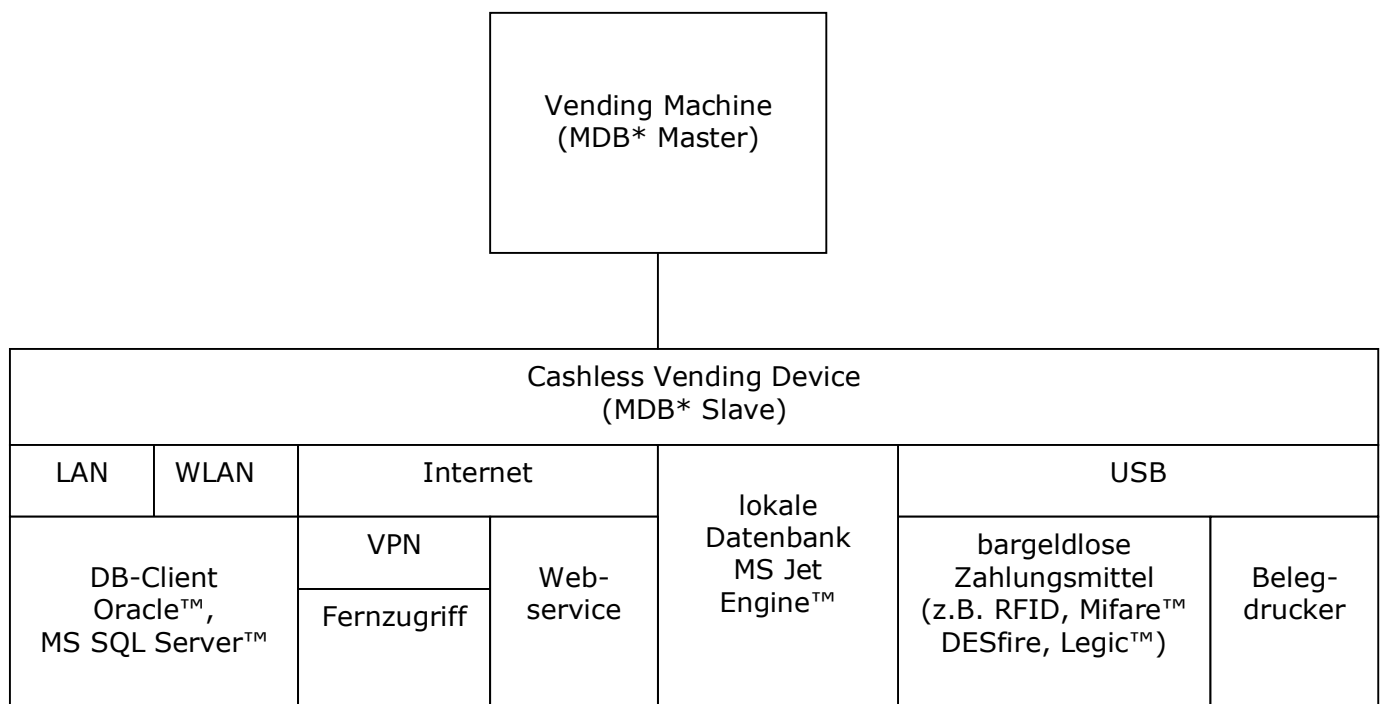 Vending Machine
(MDB* Master)
Cashless Vending Device
(MDB* Slave)
LAN
WLAN
Internet
USB
lokale
Datenbank
MS Jet
Engine™
DB-Client
Oracle™,
MS SQL Server™
VPN
Fernzugriff
Web-
service
bargeldlose
Zahlungsmittel
(z.B. RFID, Mifare™
DESfire, Legic™)
Beleg-
drucker